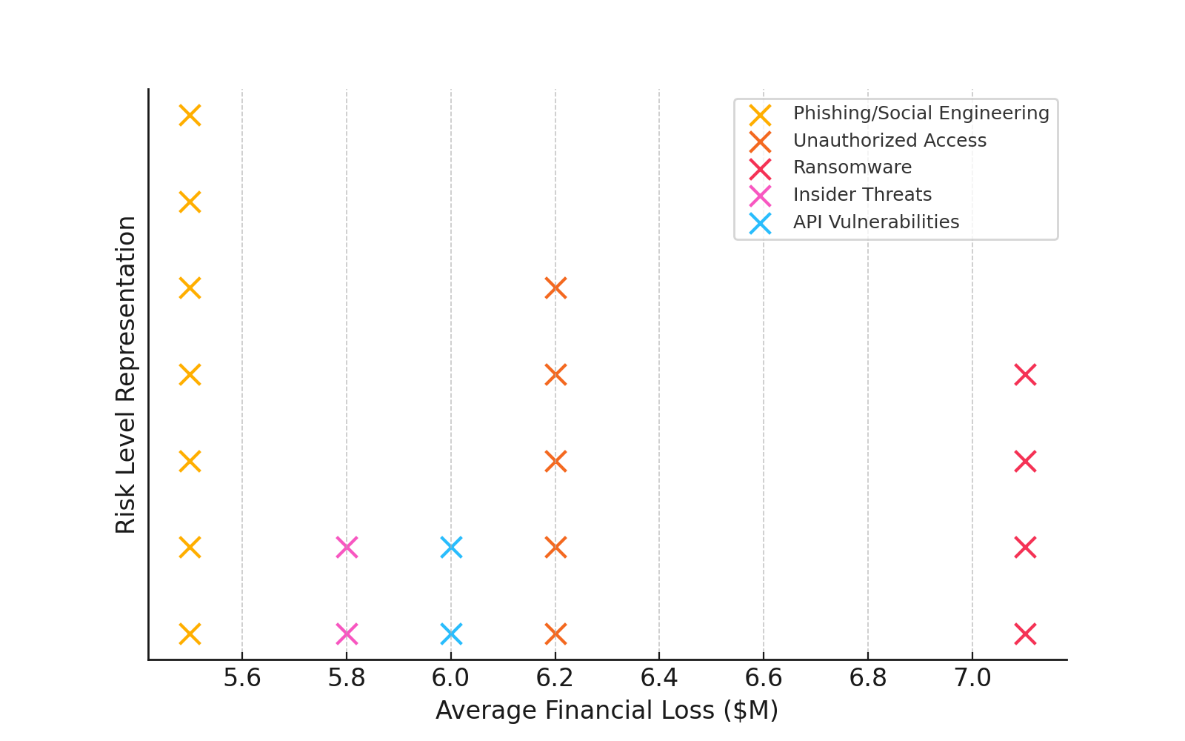 Phishing/Social Engineering
Unauthorized Access
Ransomware
Insider Threats
API Vulnerabilities
Risk Level Representation
5.6 5.8 6.0 6.2 6.4 6.6 6.8 7.0
Average Financial Loss ($M)